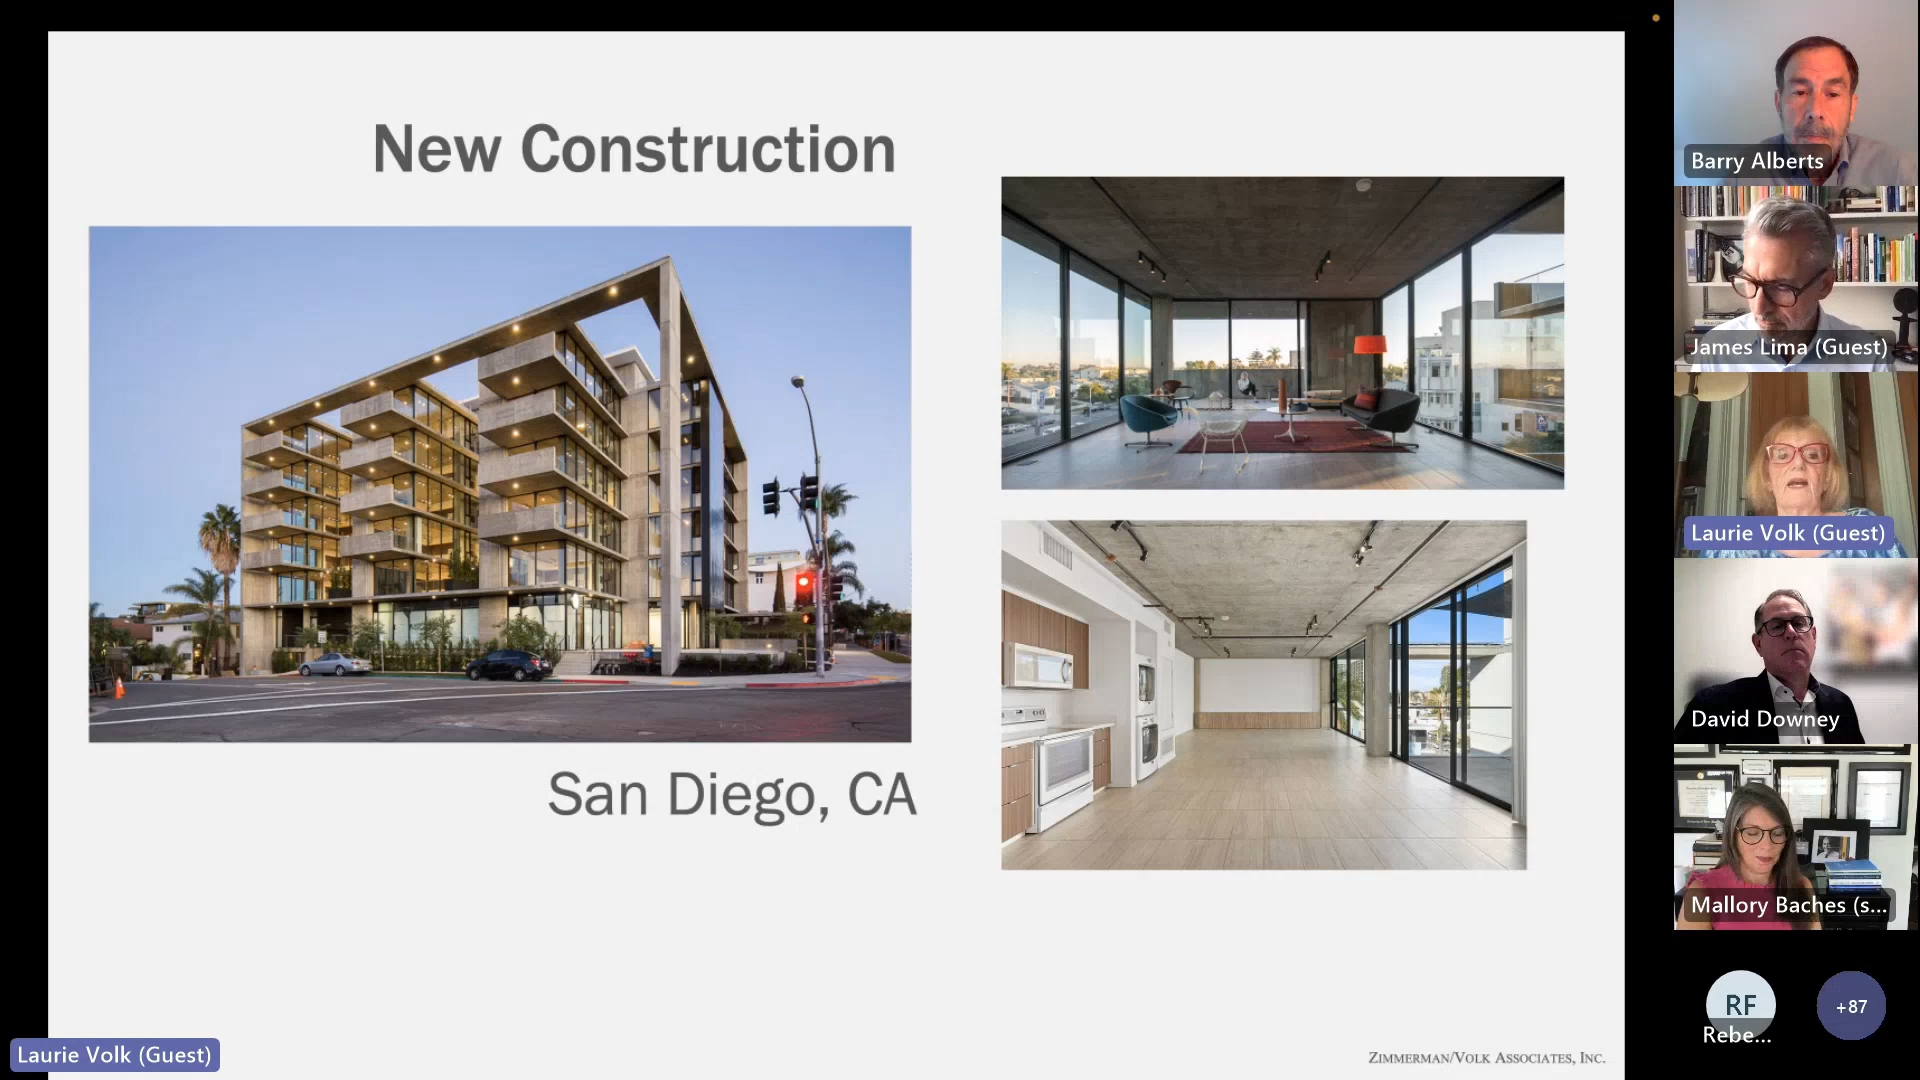 New Construction
San Diego, CA
ZIMMERMAN/VOLK ASSOCIATES, INC.
Laurie Volk (Guest)
Barry Alberts
James Lima (Guest)
Laurie Volk (Guest)
David Downey
Mallory Baches (s...
RF
Rebe...
+87